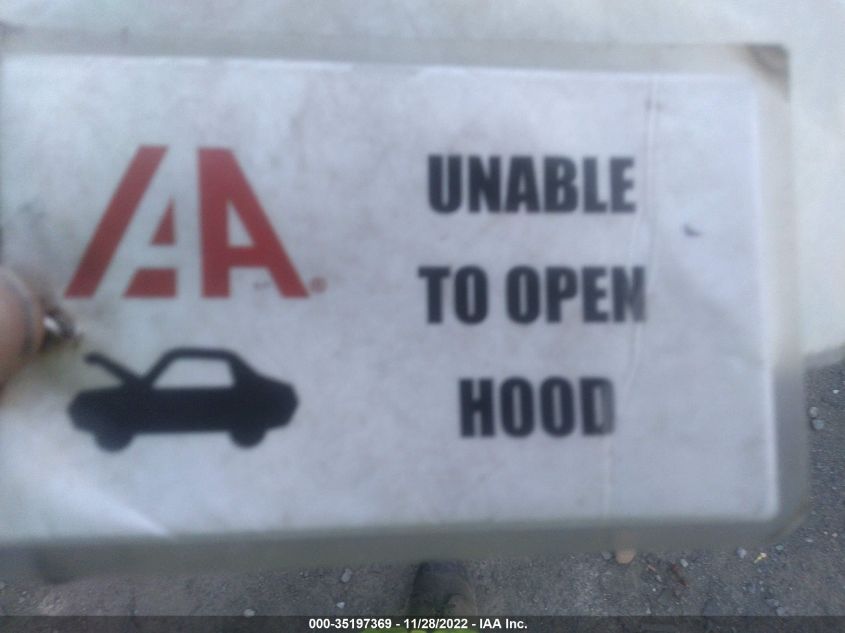 IAA®
UNABLE
TO OPEN
HOOD
000-35197369 - 11/28/2022 - IAA Inc.